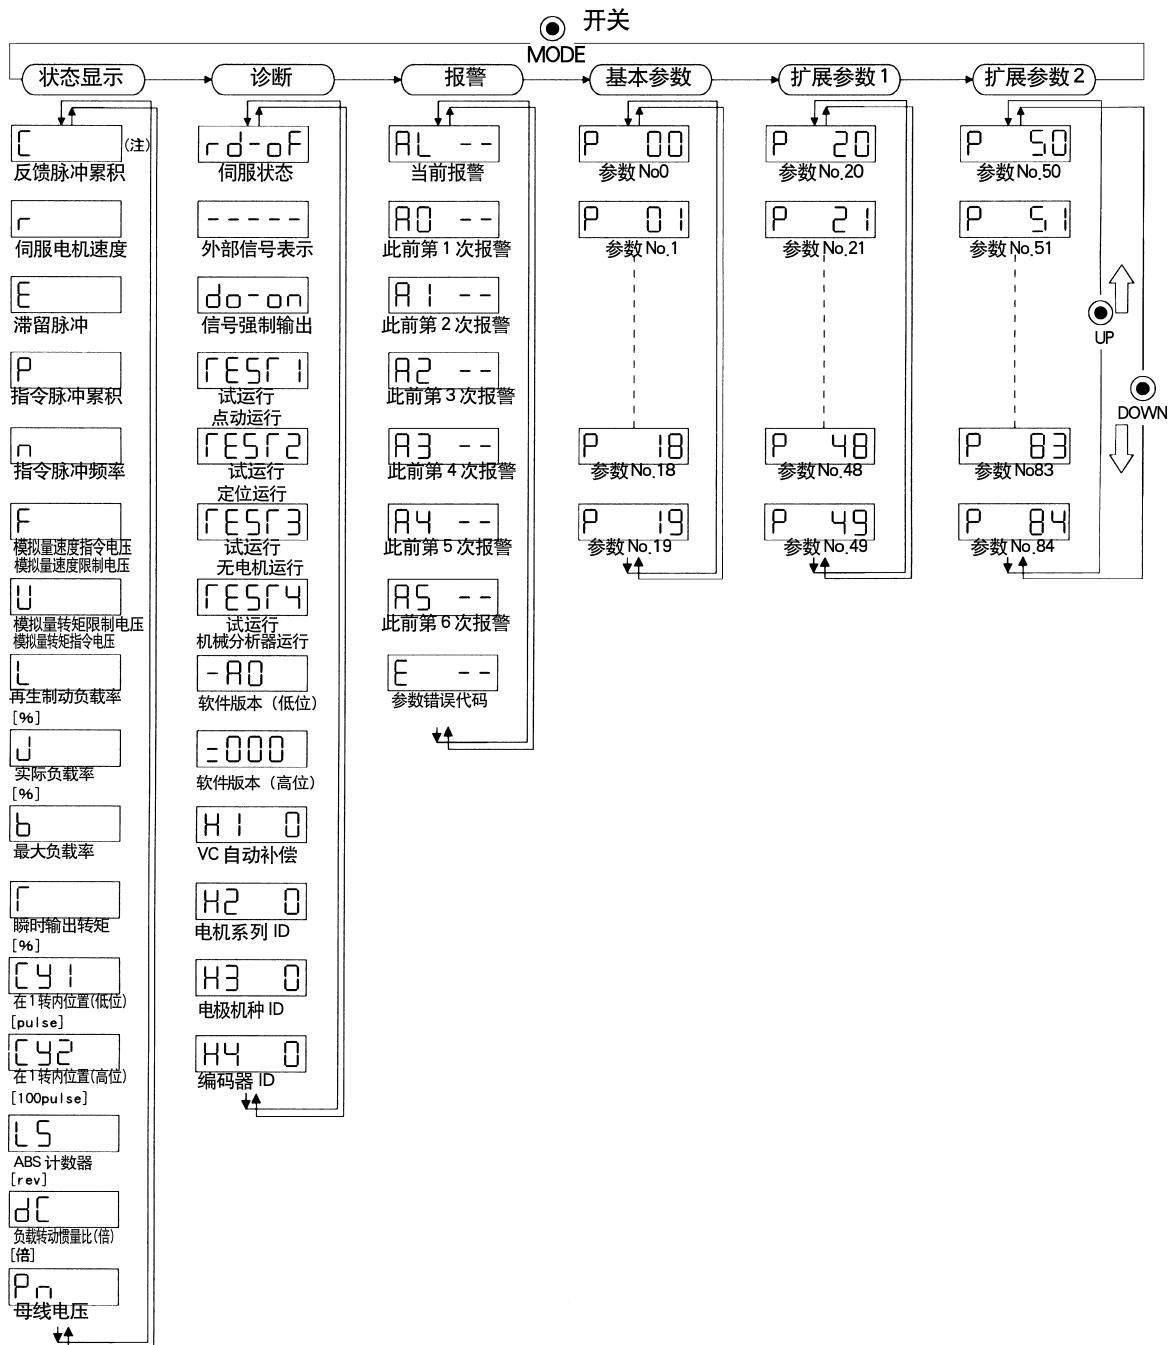 开关
MODE
状态显示
诊断
报警
基本参数
扩展参数 1
扩展参数 2
C
(注)
反馈脉冲累积
r
伺服电机速度
E
滞留脉冲
P
指令脉冲累积
n
指令脉冲频率
F
模拟量速度指令电压
模拟量速度限制电压
U
模拟量转矩限制电压
模拟量转矩指令电压
L
再生制动负载率
[%]
J
实际负载率
[%]
b
最大负载率
T
瞬时输出转矩
[%]
Cy1
在1转内位置(低位)
[pulse]
Cy2
在1转内位置(高位)
[100pulse]
LS
ABS 计数器
[rev]
dC
负载转动惯量比(倍)
[倍]
Pn
母线电压
rd-oF
伺服状态
-----
外部信号表示
do-on
信号强制输出
TEST1
试运行
点动运行
TEST2
试运行
定位运行
TEST3
试运行
无电机运行
TEST4
试运行
机械分析器运行
-A0
软件版本（低位）
=000
软件版本（高位）
H1 0
VC 自动补偿
H2 0
电机系列 ID
H3 0
电极机种 ID
H4 0
编码器 ID
AL --
当前报警
A0 --
此前第 1 次报警
A1 --
此前第 2 次报警
A2 --
此前第 3 次报警
A3 --
此前第 4 次报警
A4 --
此前第 5 次报警
A5 --
此前第 6 次报警
E --
参数错误代码
P 00
参数 No0
P 01
参数 No.1
P 18
参数 No.18
P 19
参数 No.19
P 20
参数 No.20
P 21
参数 No.21
P 48
参数 No.48
P 49
参数 No.49
P 50
参数 No.50
P 51
参数 No.51
P 83
参数 No83
P 84
参数 No.84
UP
DOWN